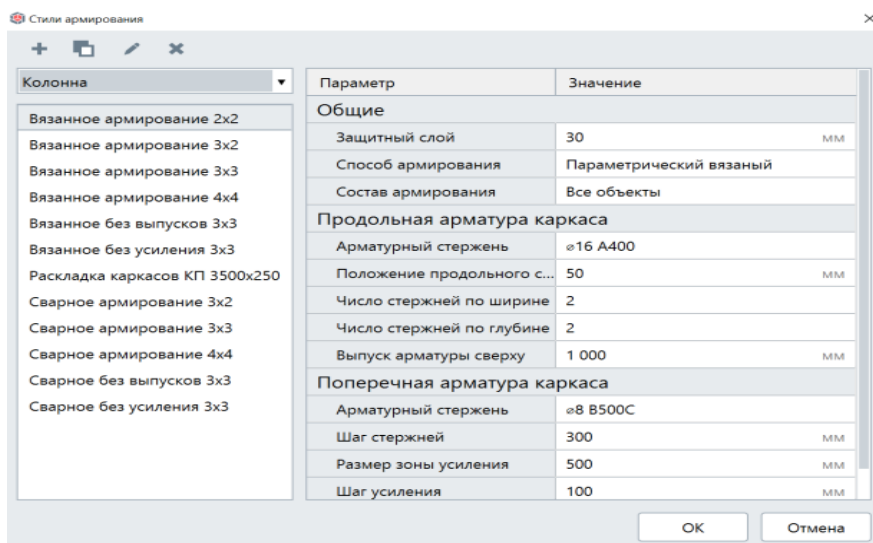 Стили армирования
Колонна
Вязанное армирование 2x2
Вязанное армирование 3x2
Вязанное армирование 3x3
Вязанное армирование 4x4
Вязанное без выпусков 3x3
Вязанное без усиления 3x3
Раскладка каркасов КП 3500x250
Сварное армирование 3x2
Сварное армирование 3x3
Сварное армирование 4x4
Сварное без выпусков 3x3
Сварное без усиления 3x3
Параметр Значение
Общие
Защитный слой 30 мм
Способ армирования Параметрический вязаный
Состав армирования Все объекты
Продольная арматура каркаса
Арматурный стержень ⌀16 A400
Положение продольного с... 50 мм
Число стержней по ширине 2
Число стержней по глубине 2
Выпуск арматуры сверху 1 000 мм
Поперечная арматура каркаса
Арматурный стержень ⌀8 B500C
Шаг стержней 300 мм
Размер зоны усиления 500 мм
Шаг усиления 100 мм
ОК Отмена